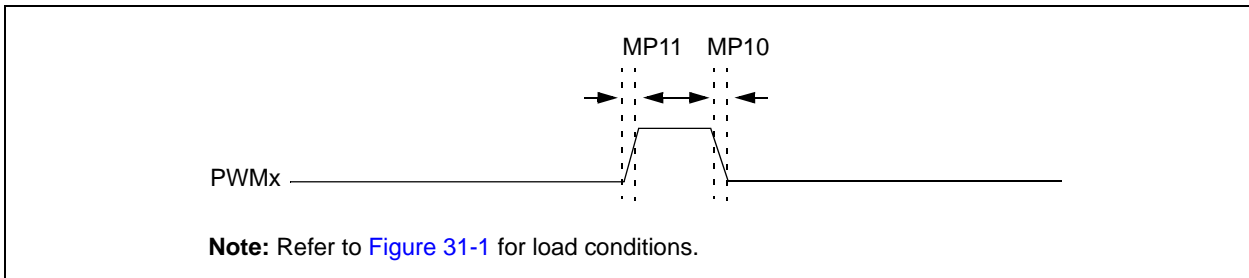 MP11 MP10
PWMx
Note: Refer to Figure 31-1 for load conditions.